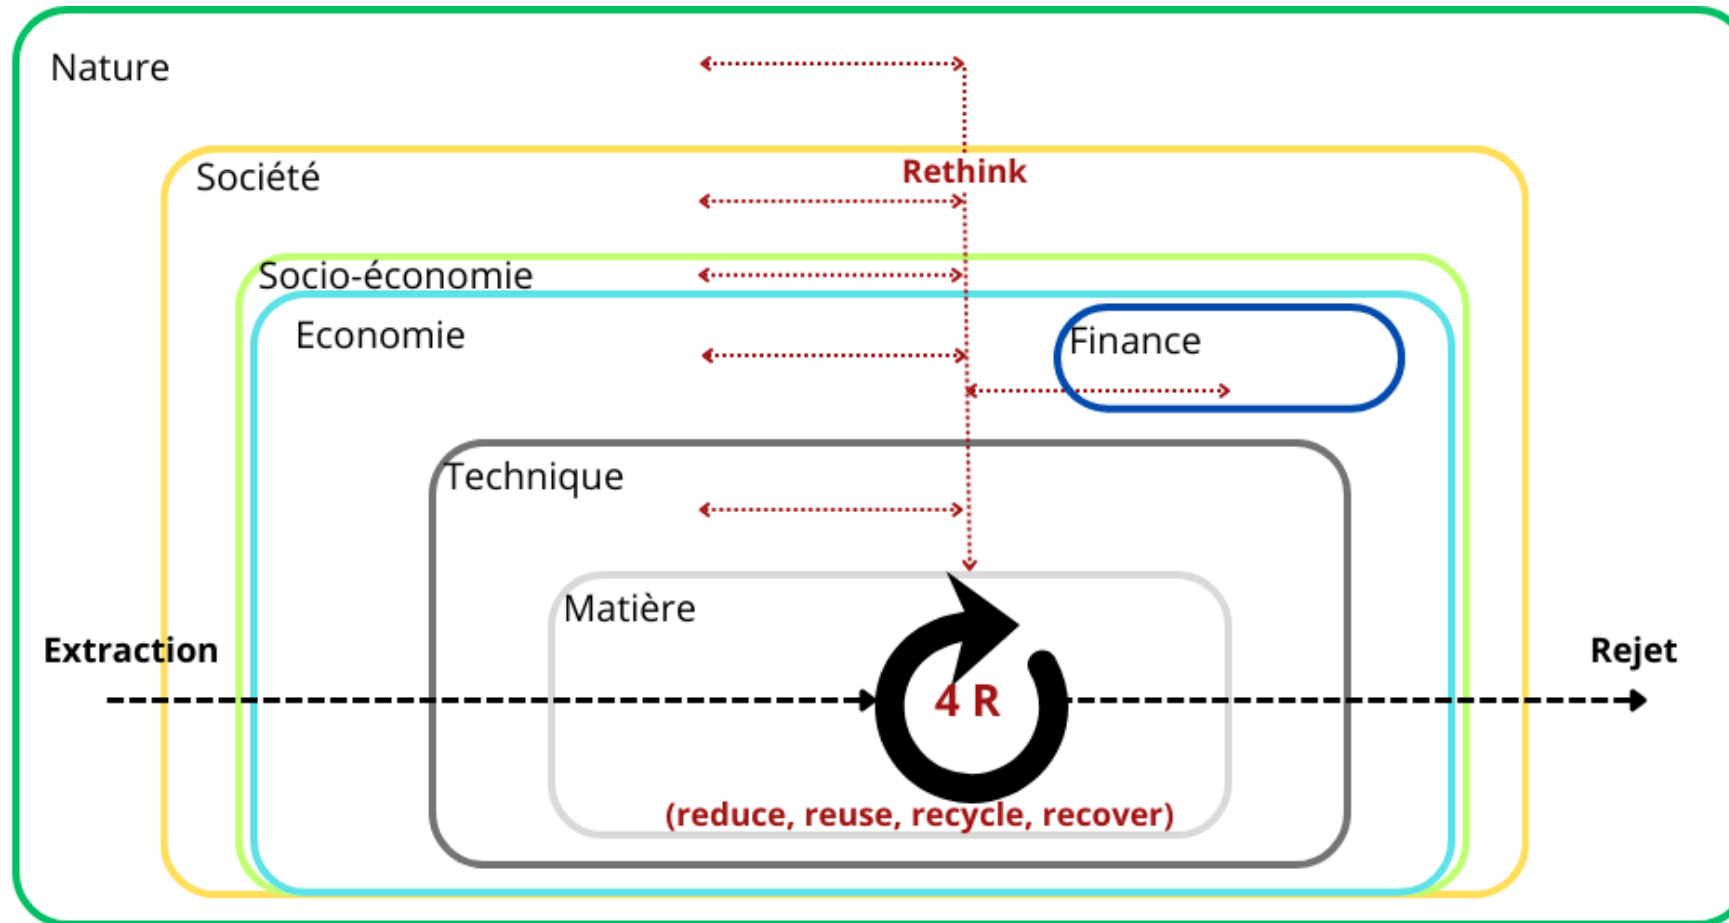 Nature
Société
Rethink
Socio-économie
Economie
Finance
Technique
Matière
Extraction
Rejet
4 R
(reduce, reuse, recycle, recover)